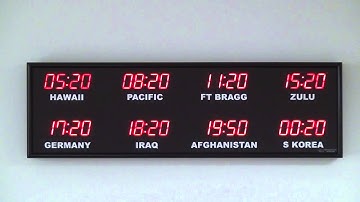 05:20 08:20 11:20 15:20
HAWAII PACIFIC FT BRAGG ZULU
17:20 18:20 19:50 00:20
GERMANY IRAQ AFGHANISTAN S KOREA